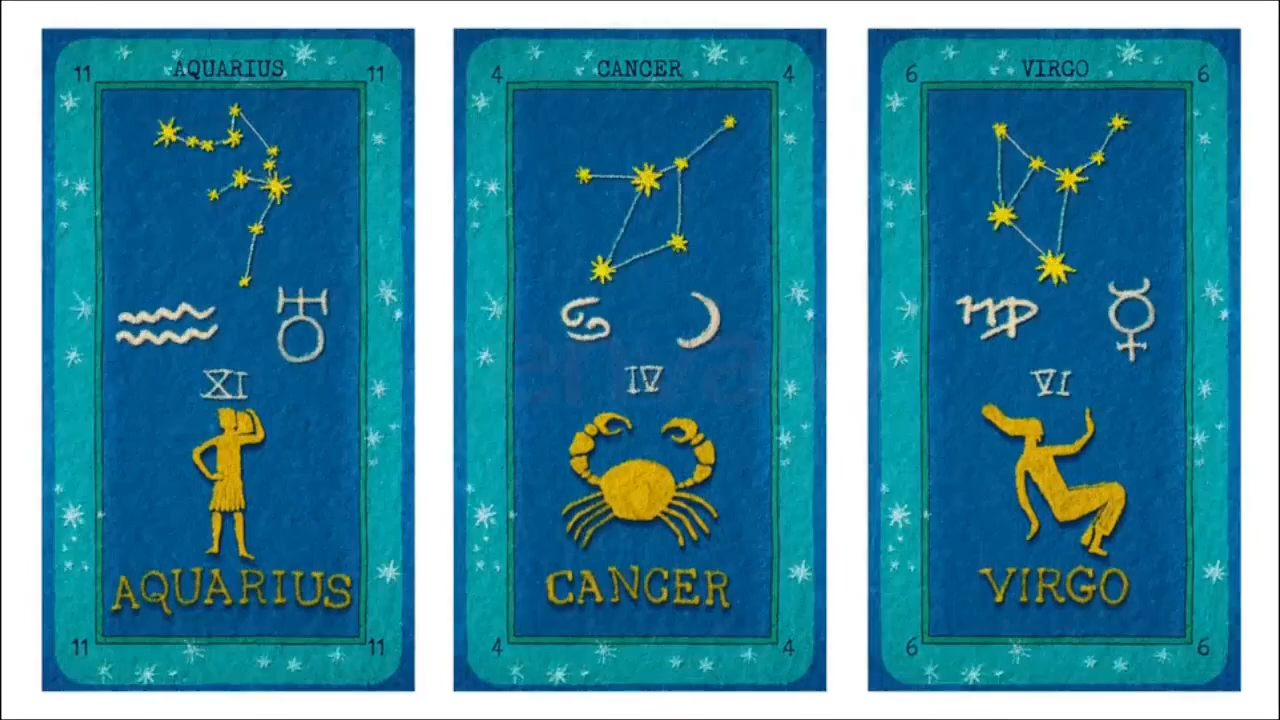 11 AQUARIUS 11
XI
AQUARIUS
11 11
4 CANCER 4
IV
CANCER
4 4
6 VIRGO 6
VI
VIRGO
6 6